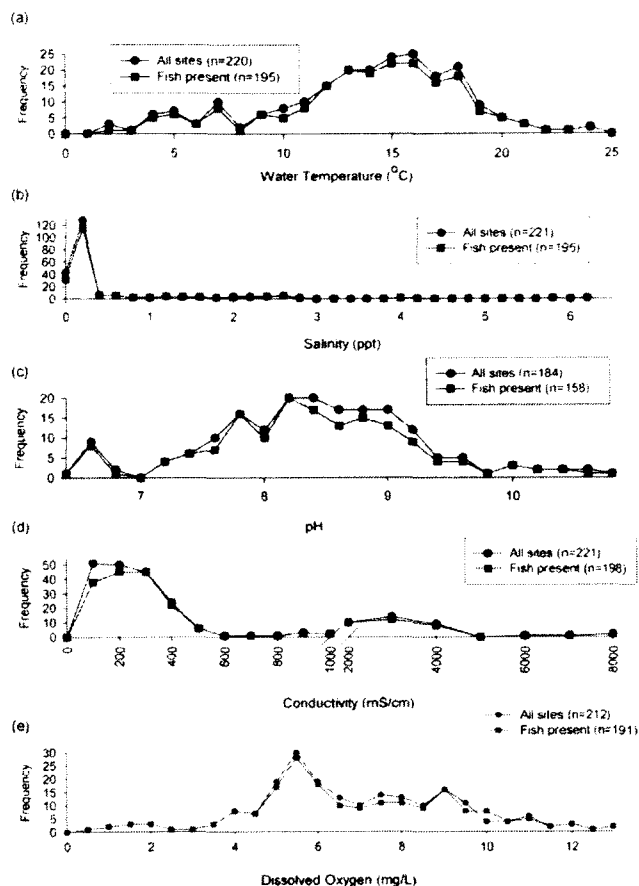 (a)
All sites (n=220)
Fish present (n=195)
Frequency
25
20
15
10
5
0
0 5 10 15 20 25
Water Temperature (°C)
(b)
All sites (n=221)
Fish present (n=195)
Frequency
120
100
80
60
40
20
0
0 1 2 3 4 5 6
Salinity (ppt)
(c)
All sites (n=184)
Fish present (n=158)
Frequency
20
15
10
5
0
7 8 9 10
pH
(d)
All sites (n=221)
Fish present (n=198)
Frequency
50
40
30
20
10
0
0 200 400 600 800 1000 2000 4000 6000 8000
Conductivity (mS/cm)
(e)
All sites (n=212)
Fish present (n=191)
Frequency
30
25
20
15
10
5
0
0 2 4 6 8 10 12
Dissolved Oxygen (mg/L)